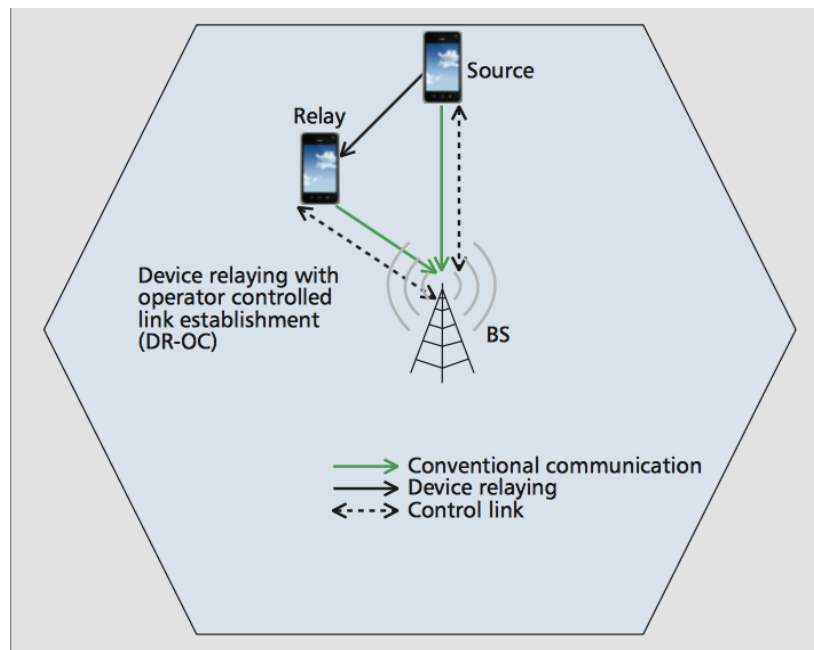 Source
Relay
Device relaying with
operator controlled
link establishment
(DR-OC)
BS
Conventional communication
Device relaying
Control link